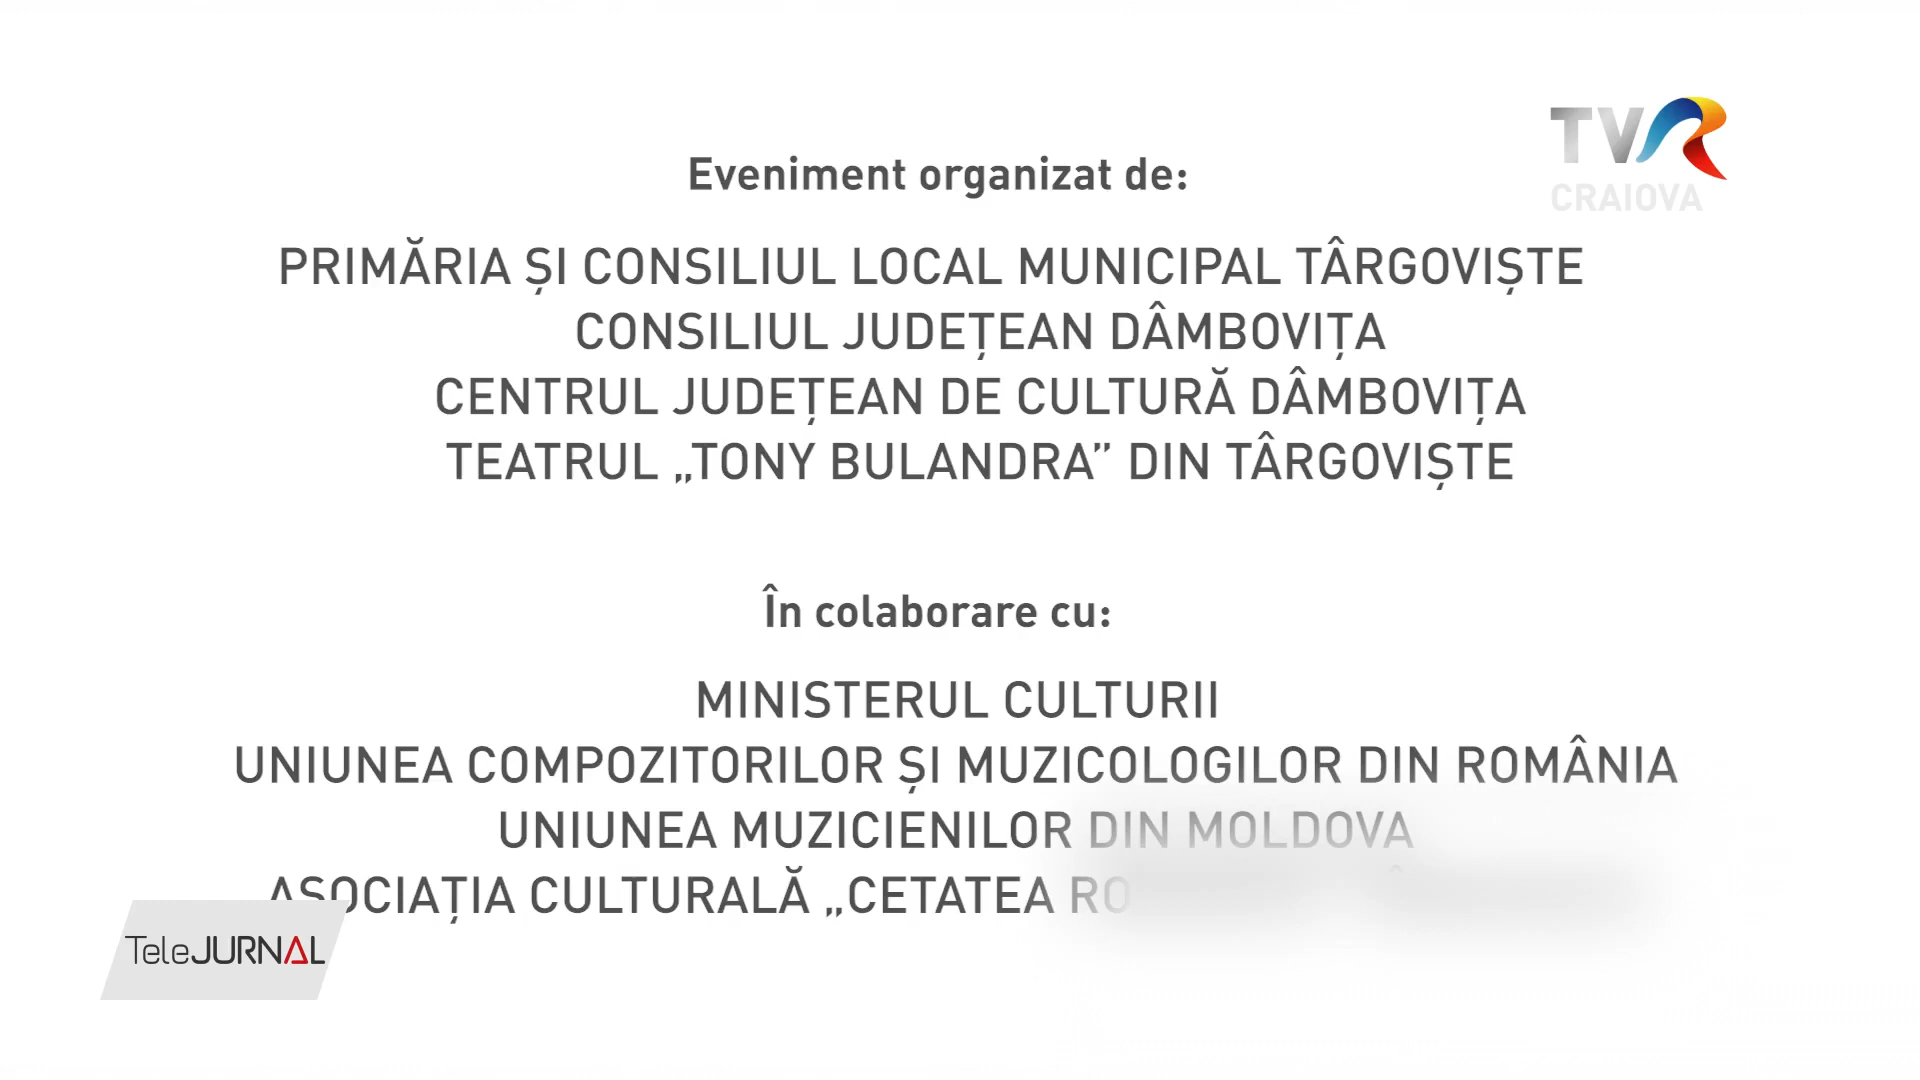 TVR
CRAIOVA
Eveniment organizat de:
PRIMĂRIA ȘI CONSILIUL LOCAL MUNICIPAL TÂRGOVIȘTE
CONSILIUL JUDEȚEAN DÂMBOVIȚA
CENTRUL JUDEȚEAN DE CULTURĂ DÂMBOVIȚA
TEATRUL „TONY BULANDRA” DIN TÂRGOVIȘTE
În colaborare cu:
MINISTERUL CULTURII
UNIUNEA COMPOZITORILOR ȘI MUZICOLOGILOR DIN ROMÂNIA
UNIUNEA MUZICIENILOR DIN MOLDOVA
ASOCIAȚIA CULTURALĂ „CETATEA
TeleJURNAL